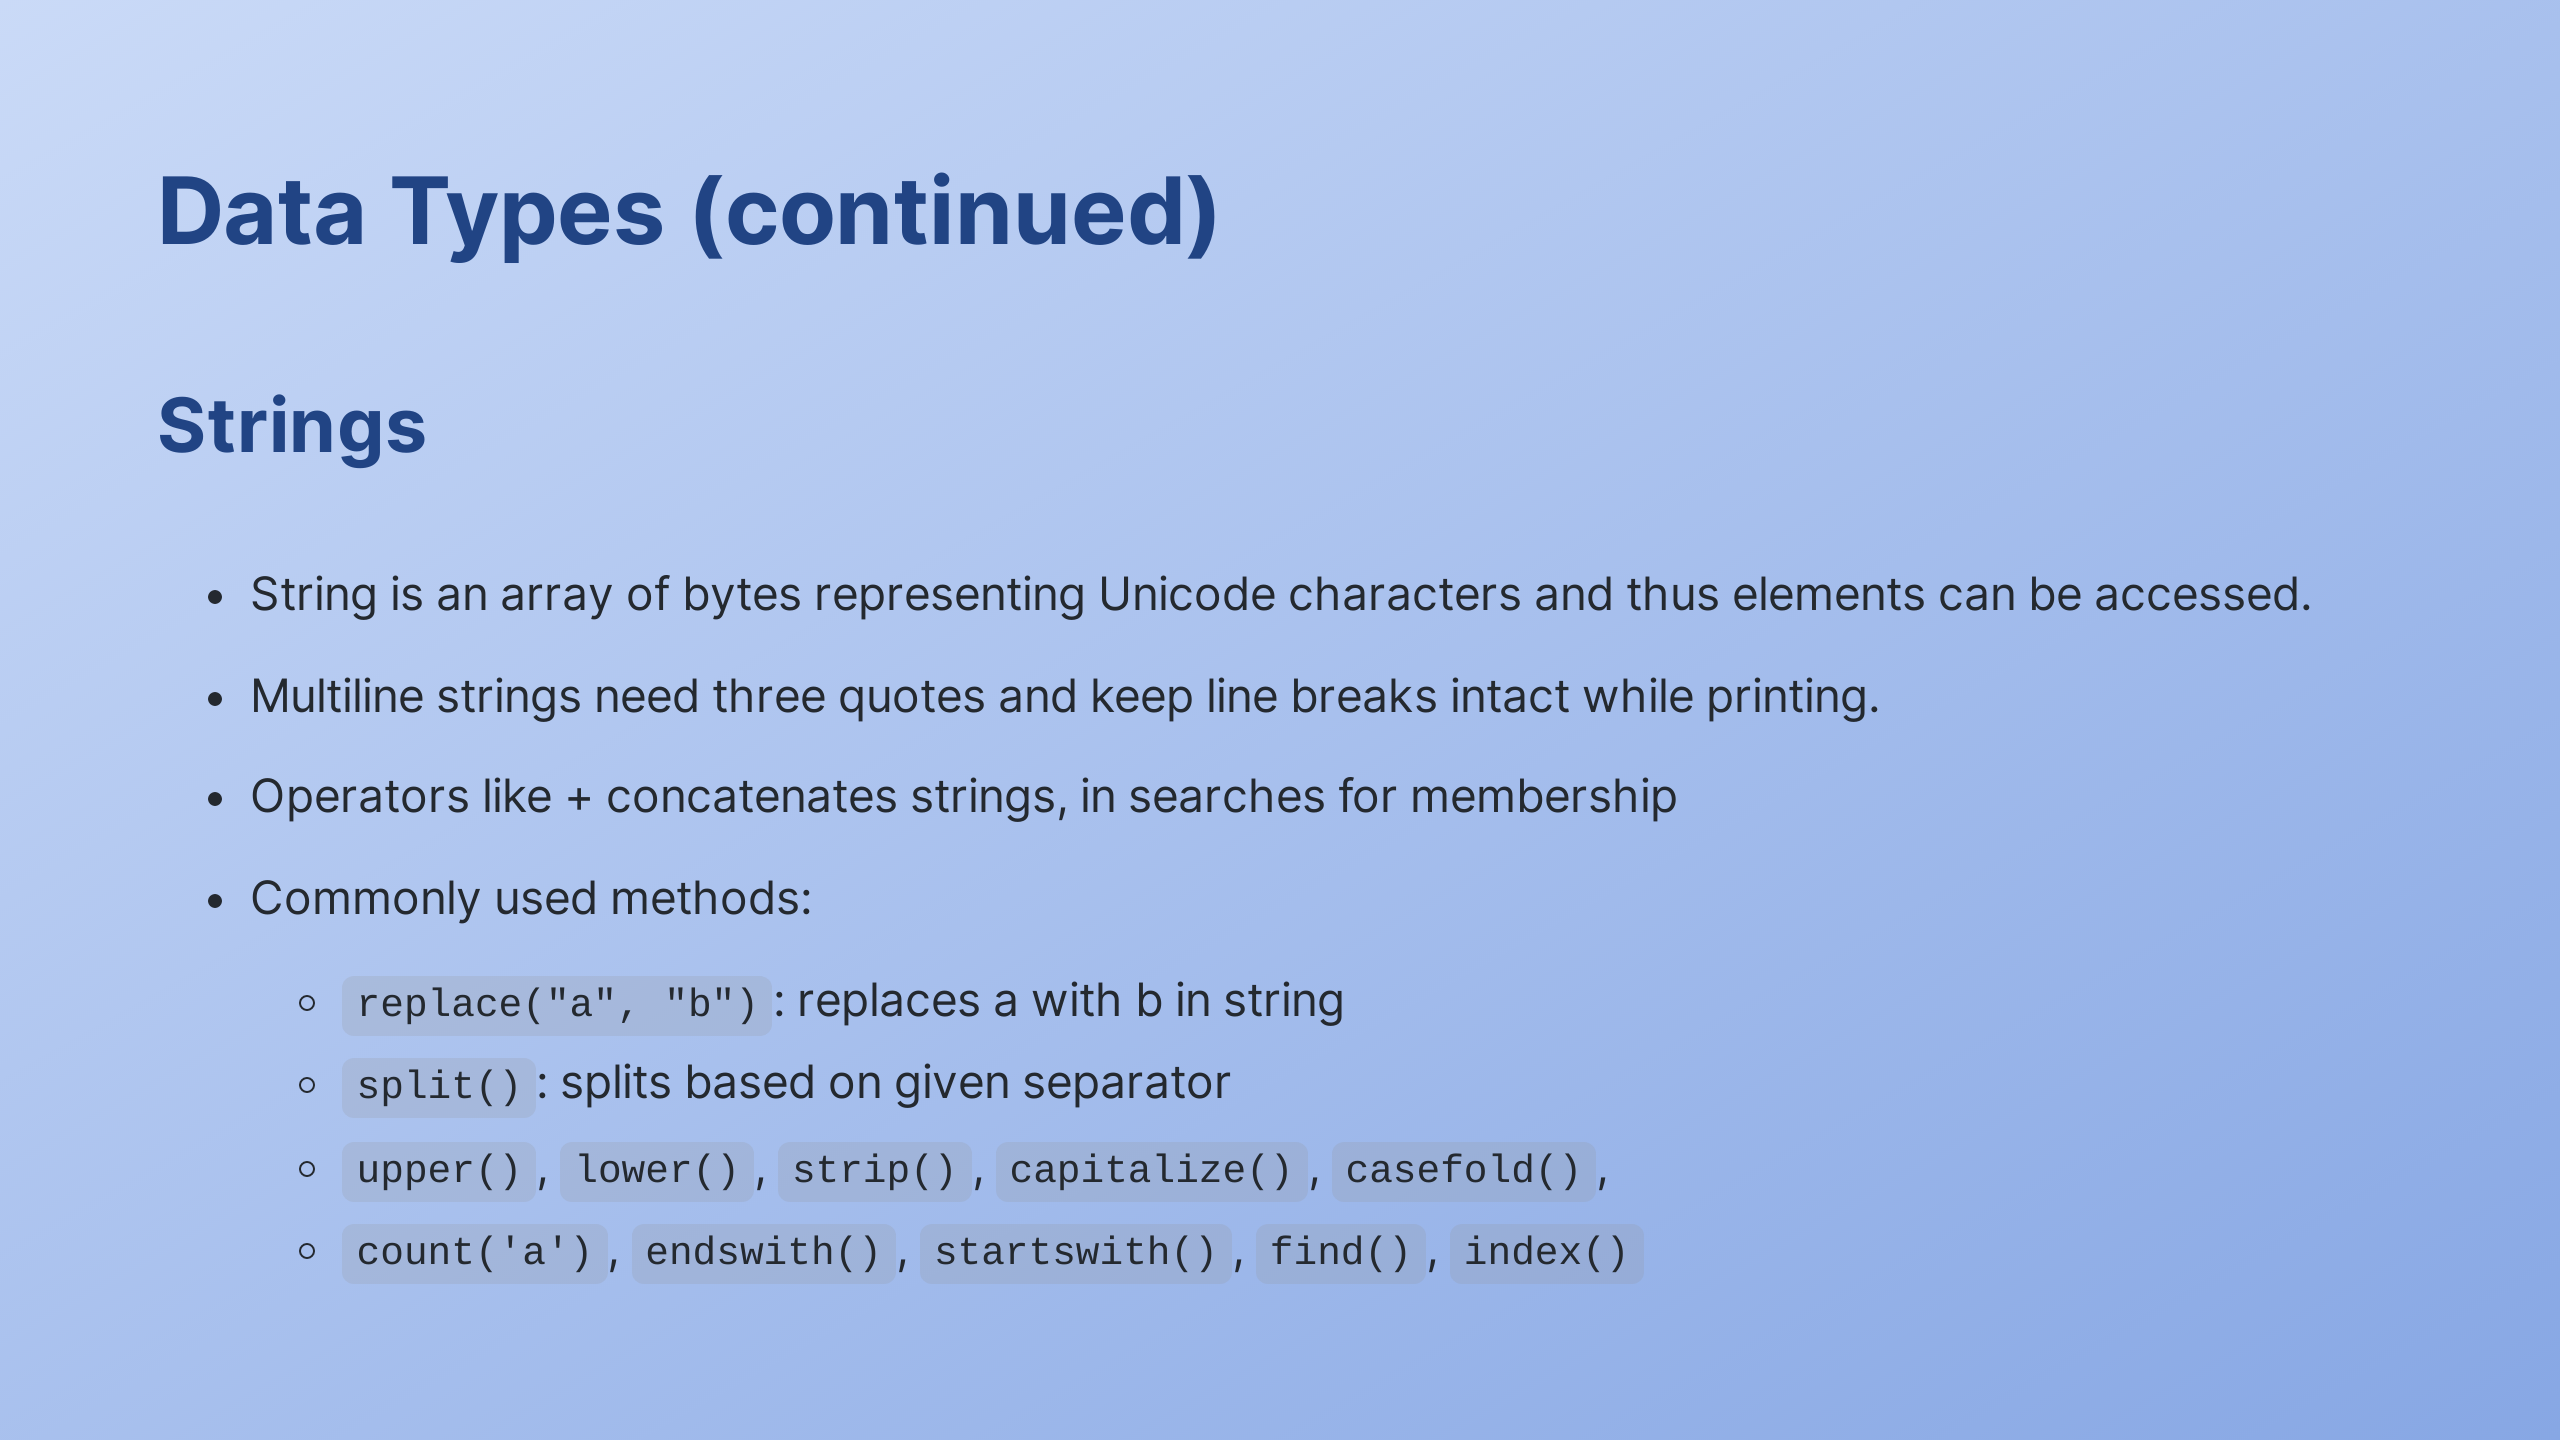 Data Types (continued)
Strings
• String is an array of bytes representing Unicode characters and thus elements can be accessed.
• Multiline strings need three quotes and keep line breaks intact while printing.
• Operators like + concatenates strings, in searches for membership
• Commonly used methods:
◦ replace("a", "b"): replaces a with b in string
◦ split(): splits based on given separator
◦ upper(), lower(), strip(), capitalize(), casefold(),
◦ count('a'), endswith(), startswith(), find(), index()